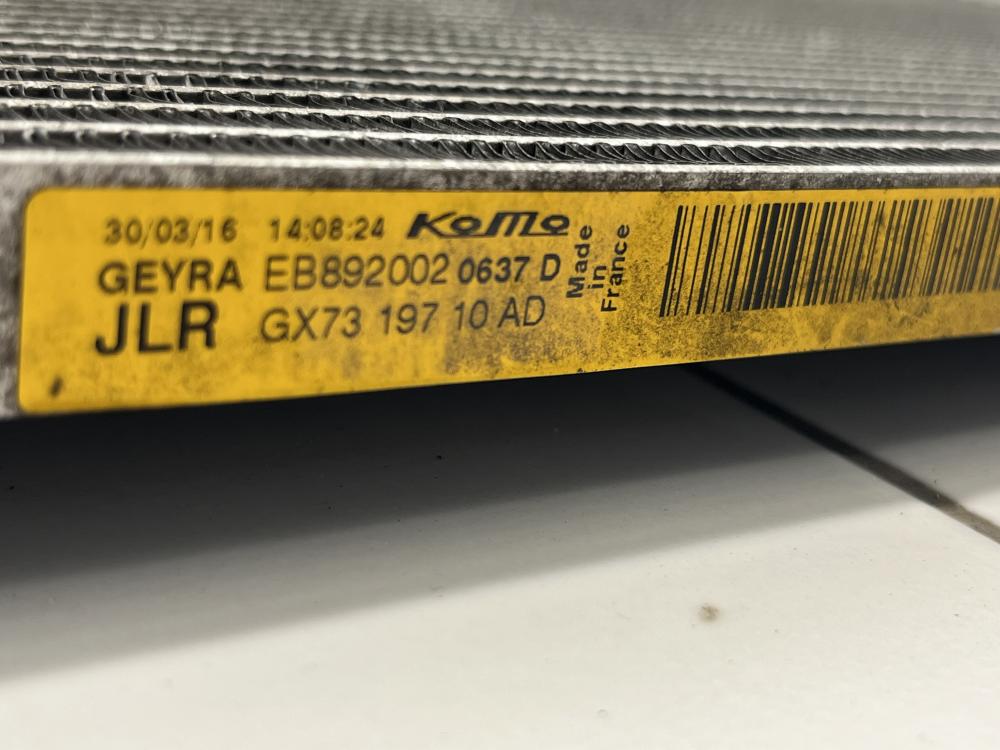 30/03/16 14:08:24 KoMo
GEYRA EB892002 0637 D
JLR GX73 197 10 AD
Made
in
France